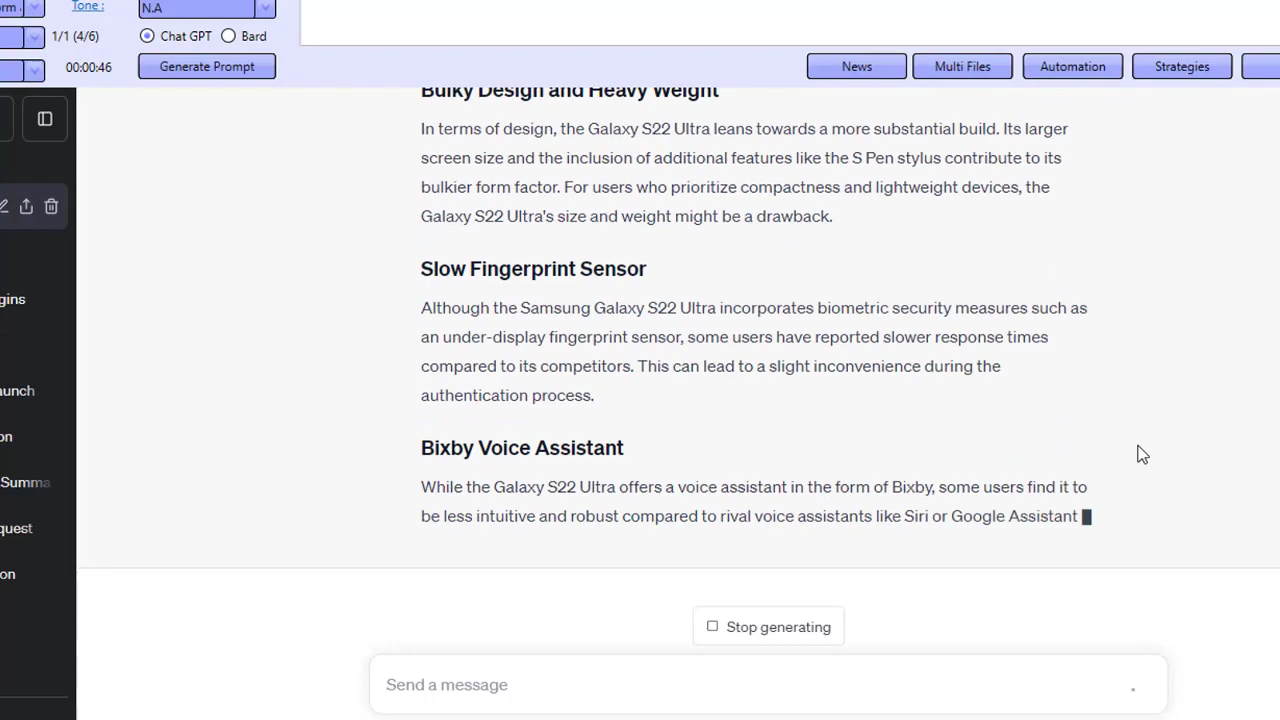 Tone :
N.A
1/1 (4/6)
Chat GPT
Bard
00:00:46
Generate Prompt
News
Multi Files
Automation
Strategies
Bulky Design and Heavy Weight
In terms of design, the Galaxy S22 Ultra leans towards a more substantial build. Its larger
screen size and the inclusion of additional features like the S Pen stylus contribute to its
bulkier form factor. For users who prioritize compactness and lightweight devices, the
Galaxy S22 Ultra's size and weight might be a drawback.
Slow Fingerprint Sensor
Although the Samsung Galaxy S22 Ultra incorporates biometric security measures such as
an under-display fingerprint sensor, some users have reported slower response times
compared to its competitors. This can lead to a slight inconvenience during the
authentication process.
Bixby Voice Assistant
While the Galaxy S22 Ultra offers a voice assistant in the form of Bixby, some users find it to
be less intuitive and robust compared to rival voice assistants like Siri or Google Assistant
gins
aunch
on
Summa
quest
on
Stop generating
Send a message